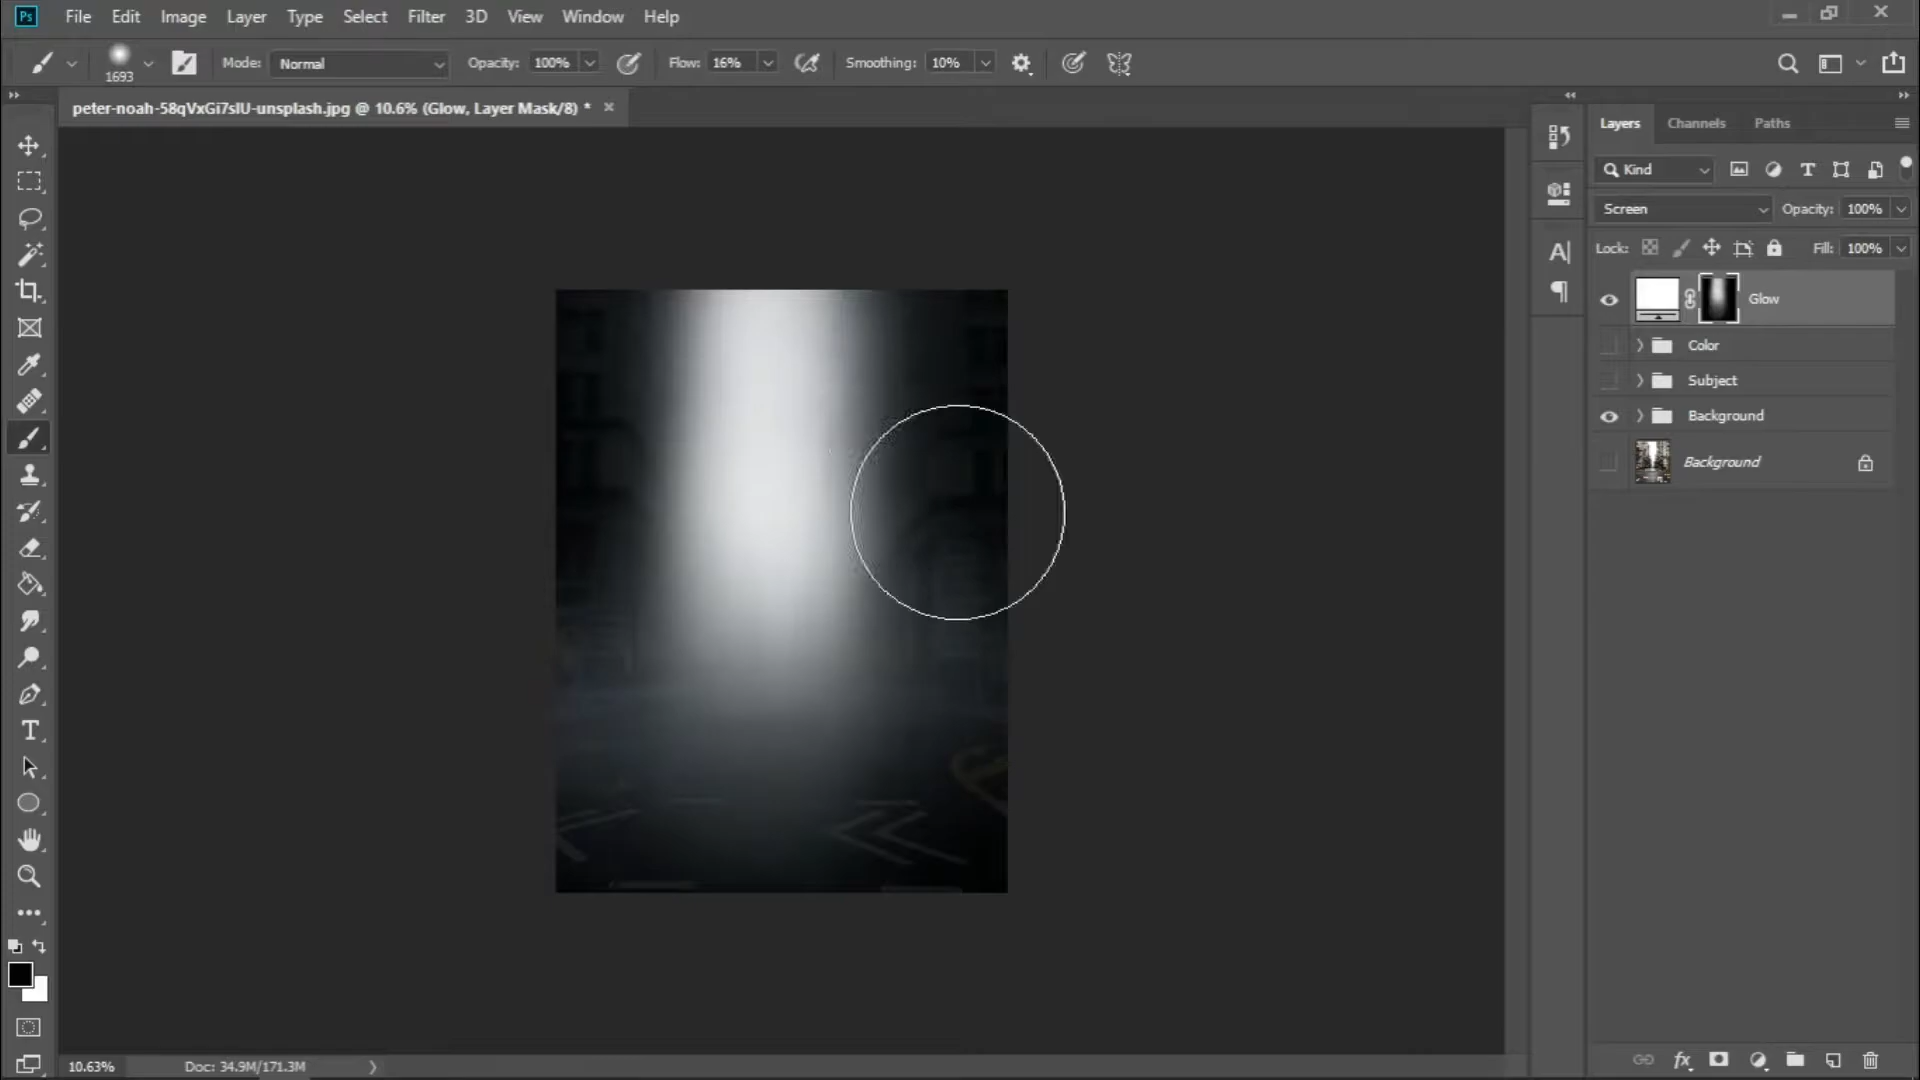 Ps File Edit Image Layer Type Select Filter 3D View Window Help
1693 Mode: Normal Opacity: 100% Flow: 16% Smoothing: 10%
peter-noah-58qVxGi7slU-unsplash.jpg @ 10.6% (Glow, Layer Mask/8) *
Layers Channels Paths
Kind
Screen Opacity: 100%
Lock: Fill: 100%
Glow
Color
Subject
Background
Background
10.63% Doc: 34.9M/171.3M